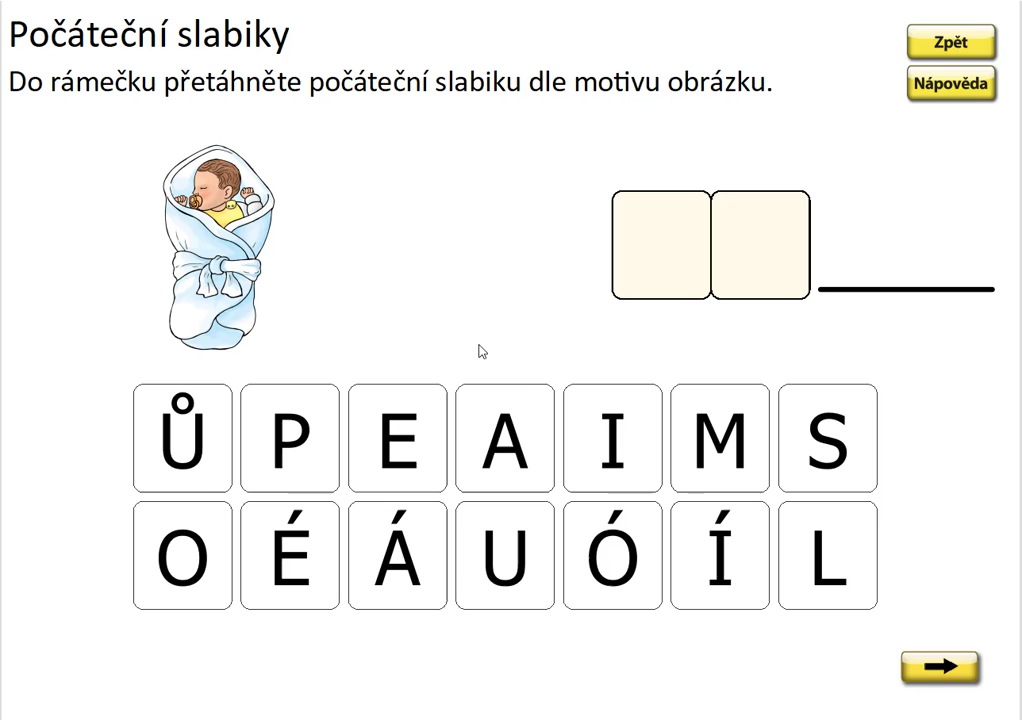 Počáteční slabiky
Do rámečku přetáhněte počáteční slabiku dle motivu obrázku.
Zpět
Nápověda
Ů P E A I M S
O É Á U Ó Í L